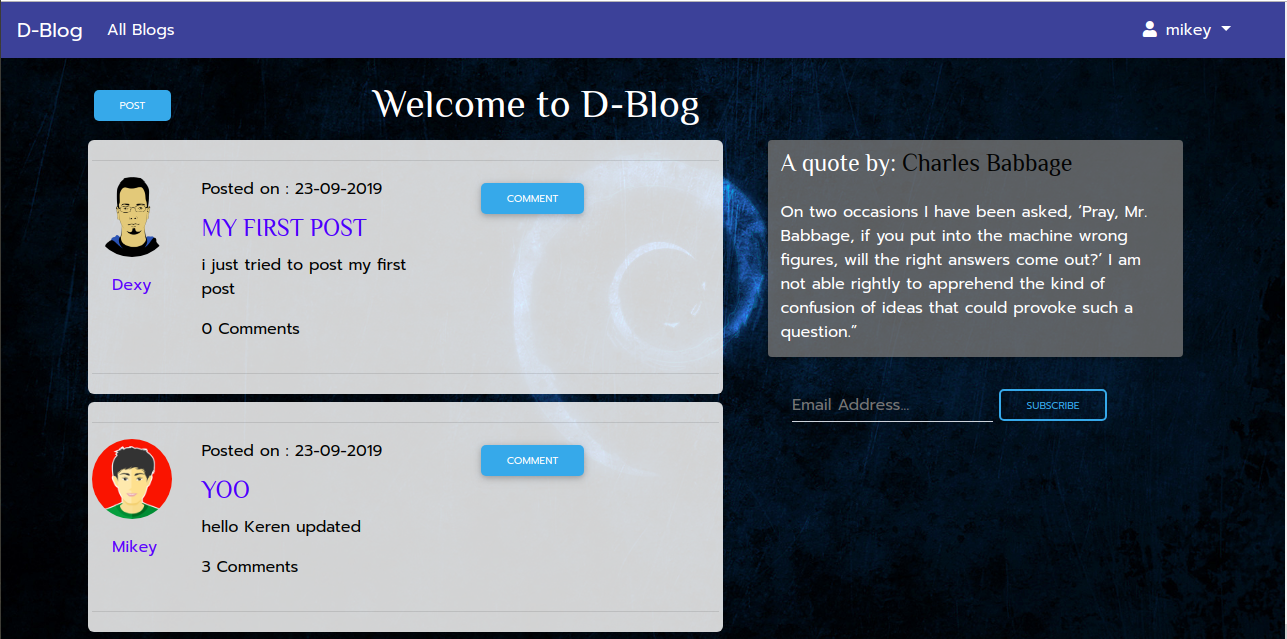 D-Blog All Blogs mikey
POST
Welcome to D-Blog
Posted on : 23-09-2019
COMMENT
MY FIRST POST
i just tried to post my first
post
Dexy
0 Comments
Posted on : 23-09-2019
COMMENT
YOO
hello Keren updated
Mikey
3 Comments
A quote by: Charles Babbage
On two occasions I have been asked, ‘Pray, Mr.
Babbage, if you put into the machine wrong
figures, will the right answers come out?’ I am
not able rightly to apprehend the kind of
confusion of ideas that could provoke such a
question.”
Email Address...
SUBSCRIBE